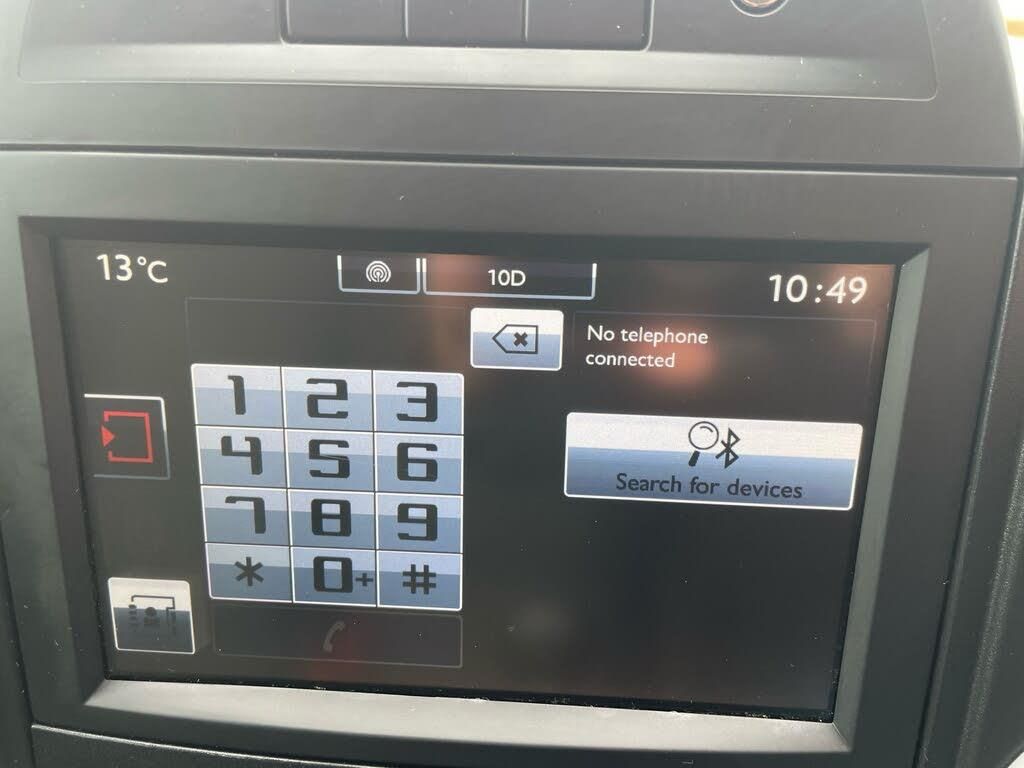 13°C
10D
10:49
No telephone
connected
1 2 3
4 5 6
7 8 9
* 0+ #
Search for devices